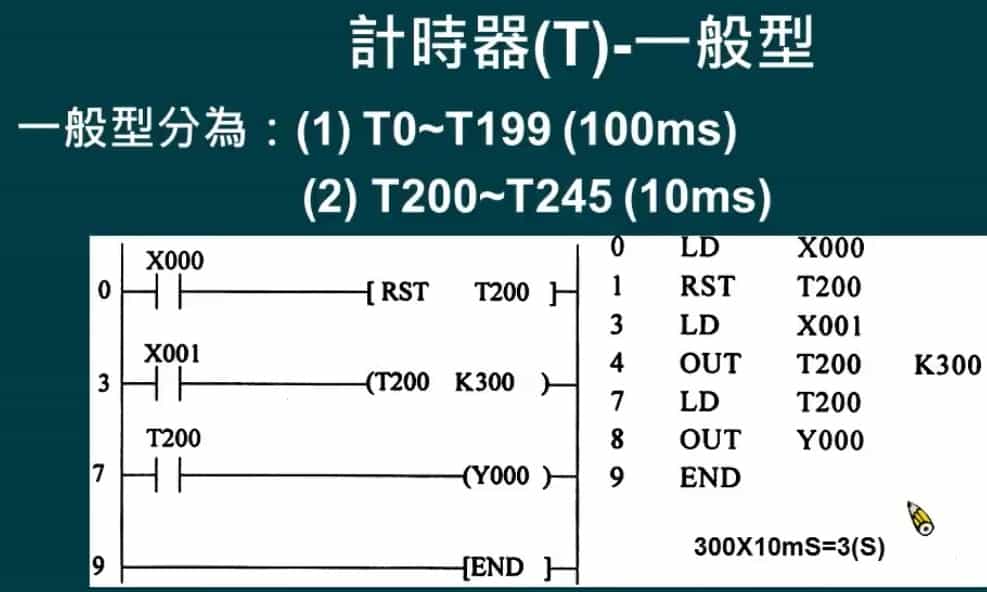 計時器(T)-一般型
一般型分為：(1) T0~T199 (100ms)
(2) T200~T245 (10ms)
X000
0 [ RST T200 ]
X001
3 (T200 K300 )
T200
7 (Y000 )
9 [END ]
0 LD X000
1 RST T200
3 LD X001
4 OUT T200 K300
7 LD T200
8 OUT Y000
9 END
300X10mS=3(S)